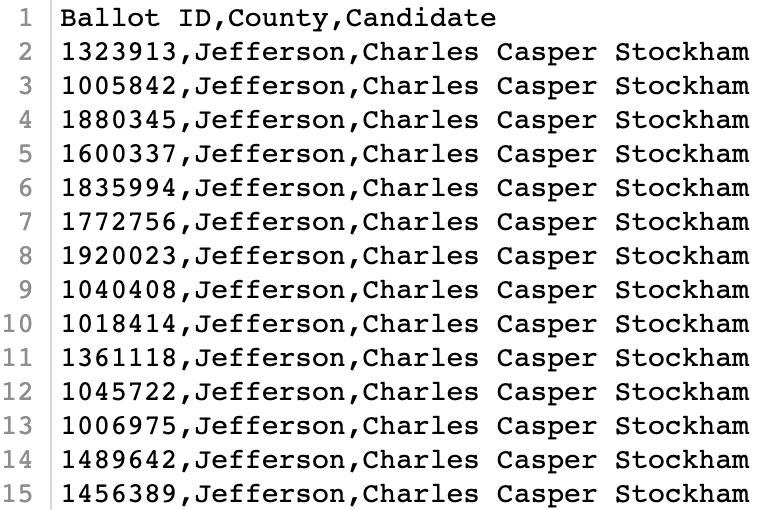 1 Ballot ID,County,Candidate
2 1323913,Jefferson,Charles Casper Stockham
3 1005842,Jefferson,Charles Casper Stockham
4 1880345,Jefferson,Charles Casper Stockham
5 1600337,Jefferson,Charles Casper Stockham
6 1835994,Jefferson,Charles Casper Stockham
7 1772756,Jefferson,Charles Casper Stockham
8 1920023,Jefferson,Charles Casper Stockham
9 1040408,Jefferson,Charles Casper Stockham
10 1018414,Jefferson,Charles Casper Stockham
11 1361118,Jefferson,Charles Casper Stockham
12 1045722,Jefferson,Charles Casper Stockham
13 1006975,Jefferson,Charles Casper Stockham
14 1489642,Jefferson,Charles Casper Stockham
15 1456389,Jefferson,Charles Casper Stockham